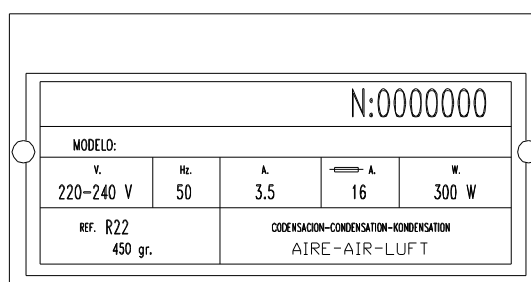 N:0000000
MODELO:
V. Hz. A. A. W.
220-240 V 50 3.5 16 300 W
REF. R22
450 gr.
CODENSACION-CONDENSATION-KONDENSATION
AIRE-AIR-LUFT